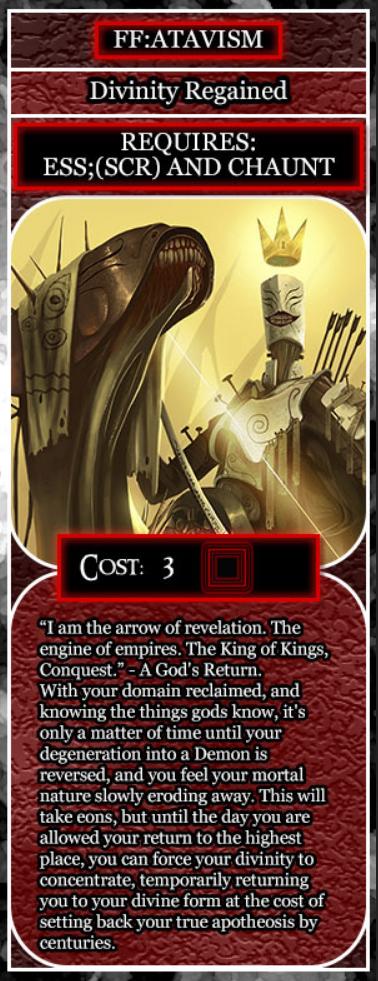 FF:ATAVISM
Divinity Regained
REQUIRES:
ESS;(SCR) AND CHAUNT
COST: 3
“I am the arrow of revelation. The
engine of empires. The King of Kings,
Conquest.” - A God's Return.
With your domain reclaimed, and
knowing the things gods know, it's
only a matter of time until your
degeneration into a Demon is
reversed, and you feel your mortal
nature slowly eroding away. This will
take eons, but until the day you are
allowed your return to the highest
place, you can force your divinity to
concentrate, temporarily returning
you to your divine form at the cost of
setting back your true apotheosis by
centuries.